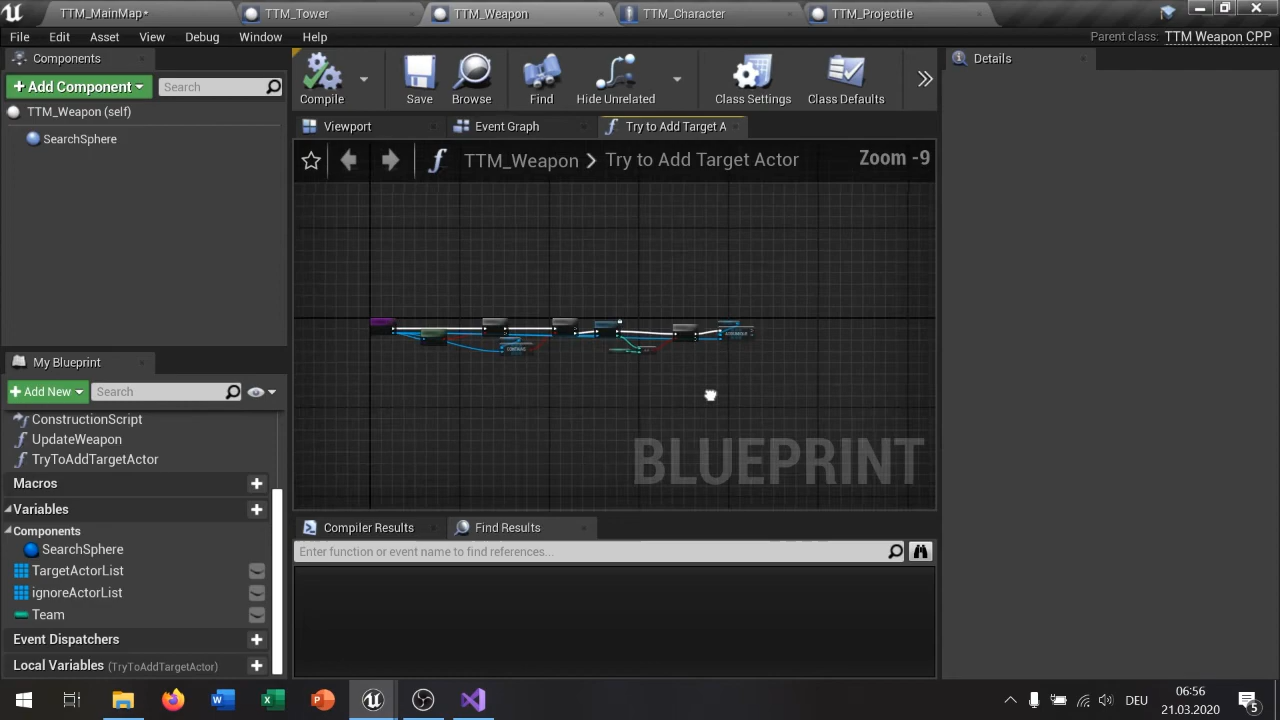 TTM_MainMap*
TTM_Tower
TTM_Weapon
TTM_Character
TTM_Projectile
File
Edit
Asset
View
Debug
Window
Help
Parent class:
TTM Weapon CPP
Components
Add Component
Search
TTM_Weapon (self)
SearchSphere
Compile
Save
Browse
Find
Hide Unrelated
Class Settings
Class Defaults
Details
Viewport
Event Graph
Try to Add Target A
TTM_Weapon
Try to Add Target Actor
Zoom -9
BLUEPRINT
My Blueprint
Add New
Search
ConstructionScript
UpdateWeapon
TryToAddTargetActor
Macros
Variables
Components
SearchSphere
TargetActorList
ignoreActorList
Team
Event Dispatchers
Local Variables (TryToAddTargetActor)
Compiler Results
Find Results
Enter function or event name to find references...
DEU
06:56
21.03.2020
5